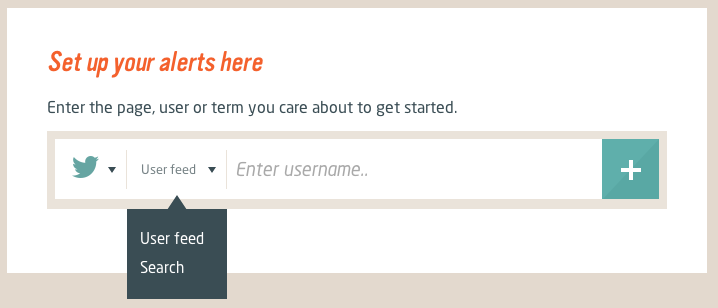 Set up your alerts here
Enter the page, user or term you care about to get started.
User feed
Enter username..
User feed
Search